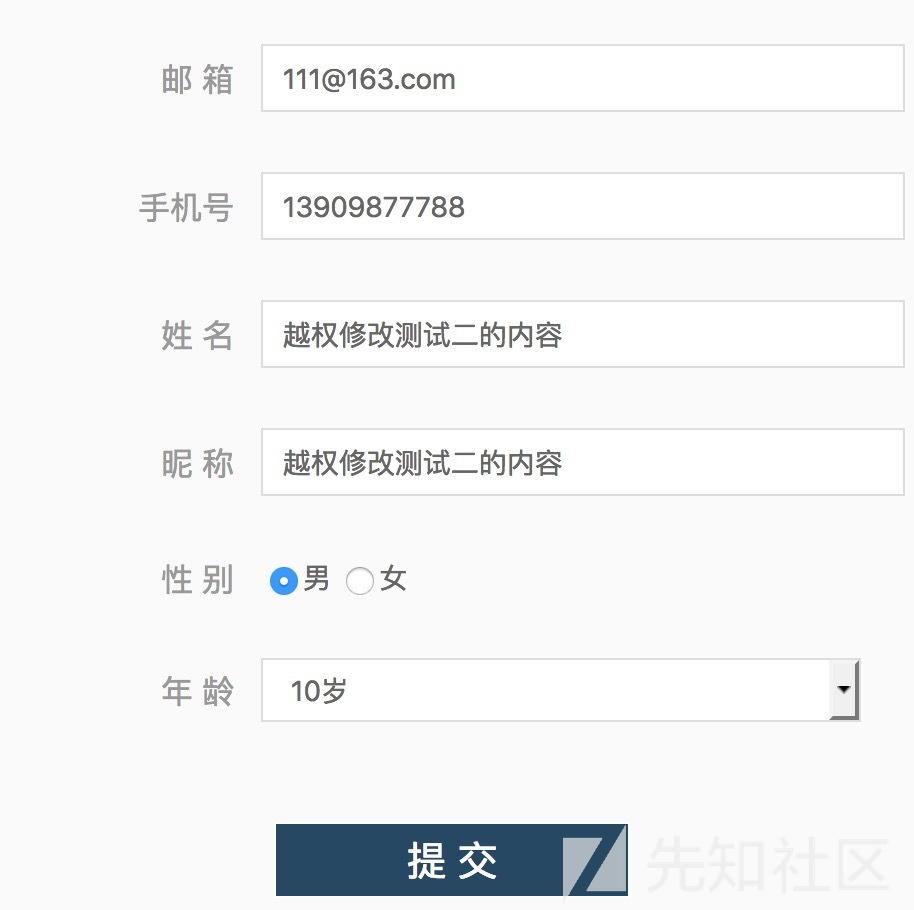 邮 箱 111@163.com
手机号 13909877788
姓 名 越权修改测试二的内容
昵 称 越权修改测试二的内容
性 别 男 女
年 龄 10岁
提 交
先知社区